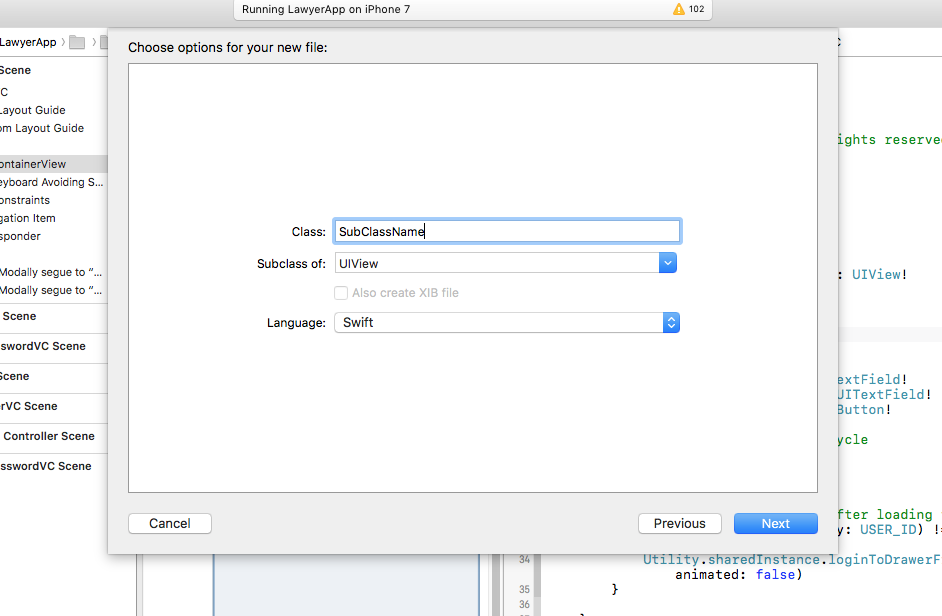 Running LawyerApp on iPhone 7
102
LawyerApp
Choose options for your new file:
Scene
C
Layout Guide
om Layout Guide
ontainerView
eyboard Avoiding S...
onstraints
gation Item
sponder
Modally segue to “...
Modally segue to “...
Scene
swordVC Scene
Scene
rVC Scene
Controller Scene
sswordVC Scene
Class: SubClassName
Subclass of: UIView
Also create XIB file
Language: Swift
Cancel
Previous
Next
ights reserve
: UIView!
extField!
UITextField!
Button!
ycle
fter loading
y: USER_ID) !
34
Utility.sharedInstance.loginToDrawerF
animated: false)
35
}
36